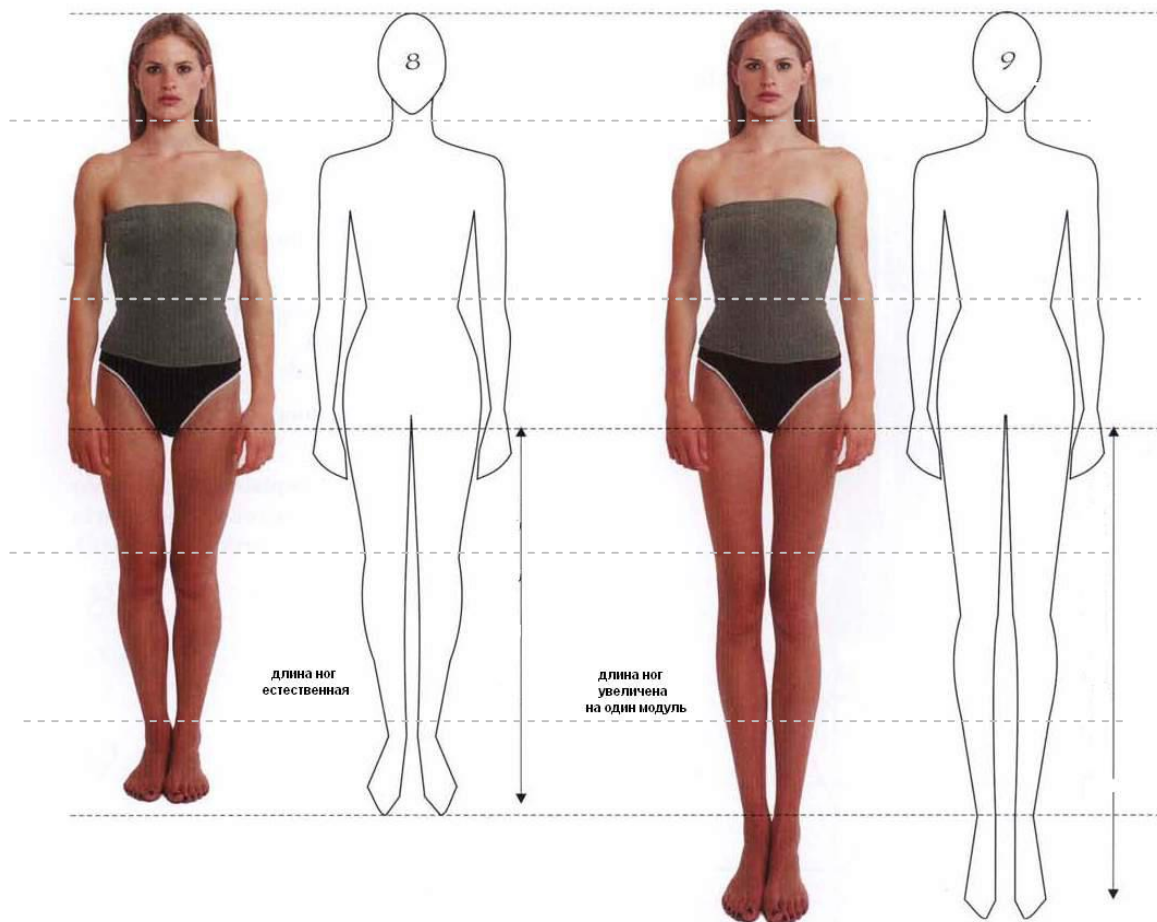 8
9
длина ног
естественная
длина ног
увеличена
на один модуль